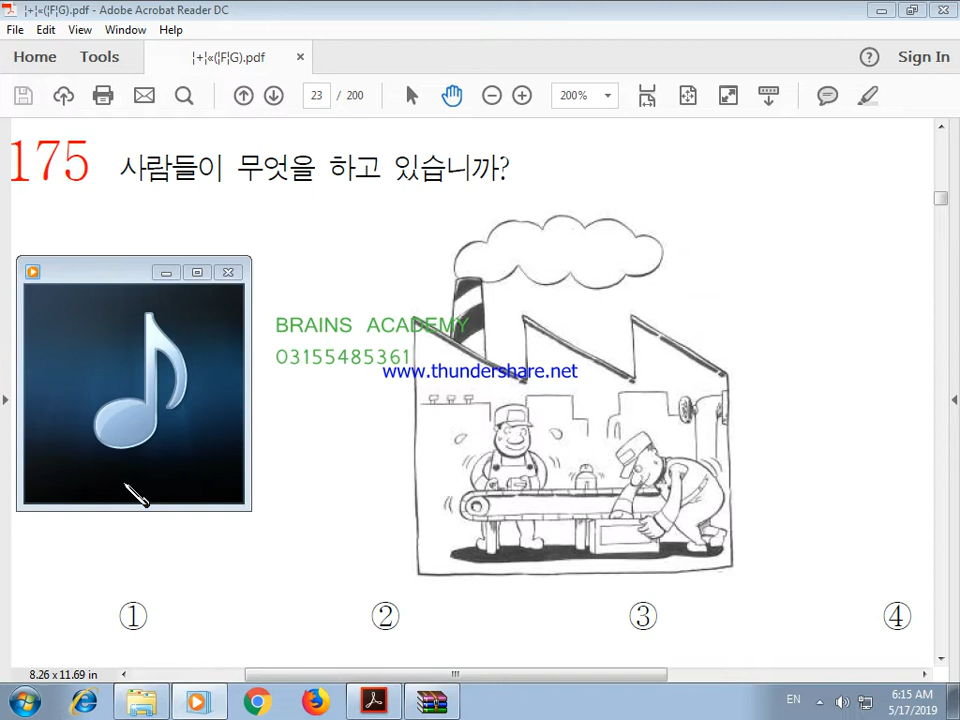 ¦+¦«(¦F¦G).pdf - Adobe Acrobat Reader DC
File Edit View Window Help
Home Tools ¦+¦«(¦F¦G).pdf × Sign In
23 / 200 200%
175 사람들이 무엇을 하고 있습니까?
BRAINS ACADEMY
03155485361
www.thundershare.net
① ② ③ ④
8.26 x 11.69 in
EN 6:15 AM
5/17/2019